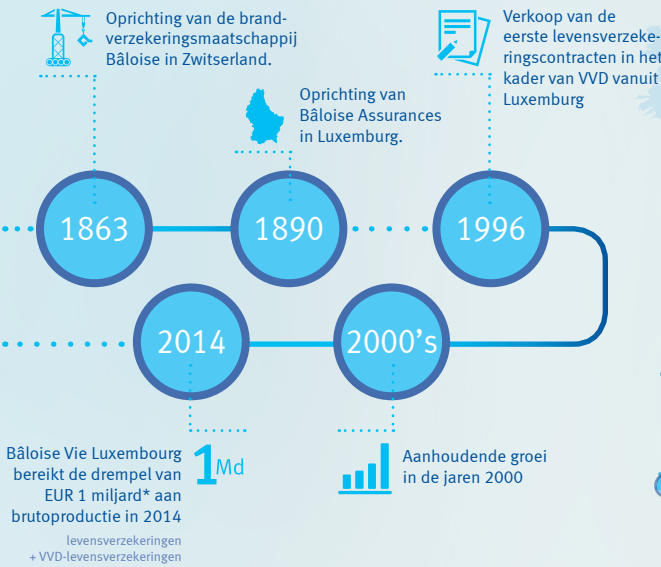 Oprichting van de brand-
verzekeringsmaatschappij
Bâloise in Zwitserland.
Oprichting van
Bâloise Assurances
in Luxemburg.
Verkoop van de
eerste levensverzeke-
ringscontracten in het
kader van VVD vanuit
Luxemburg
1863
1890
1996
2014
2000's
Bâloise Vie Luxembourg
bereikt de drempel van
EUR 1 miljard* aan
brutoproductie in 2014
levensverzekeringen
+ VVD-levensverzekeringen
1Md
Aanhoudende groei
in de jaren 2000